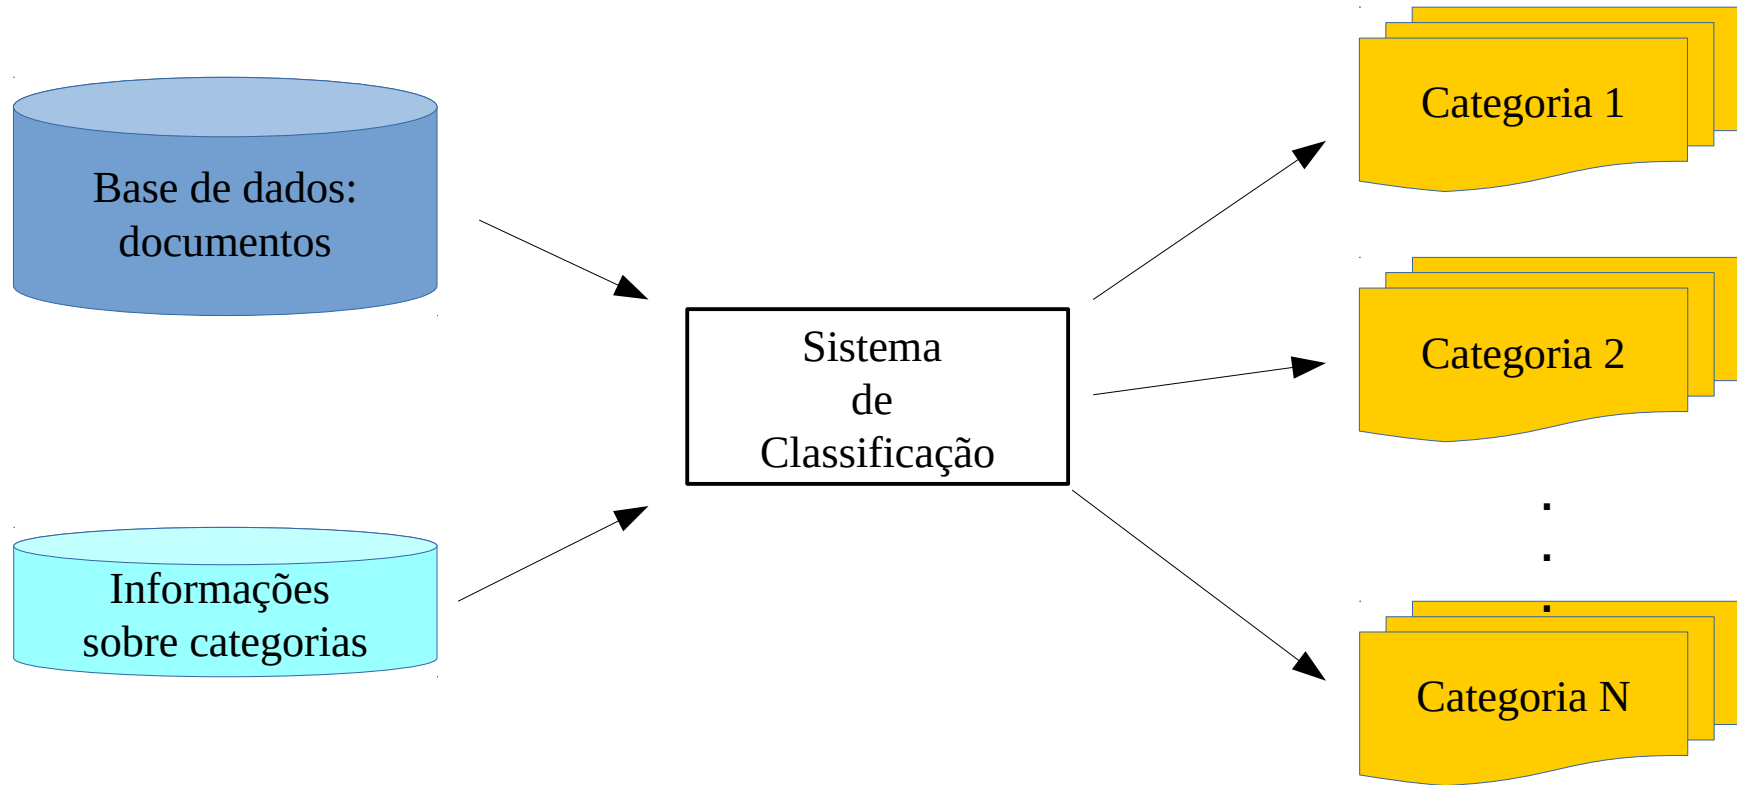 Base de dados:
documentos
Informações
sobre categorias
Sistema
de
Classificação
Categoria 1
Categoria 2
.
.
.
Categoria N